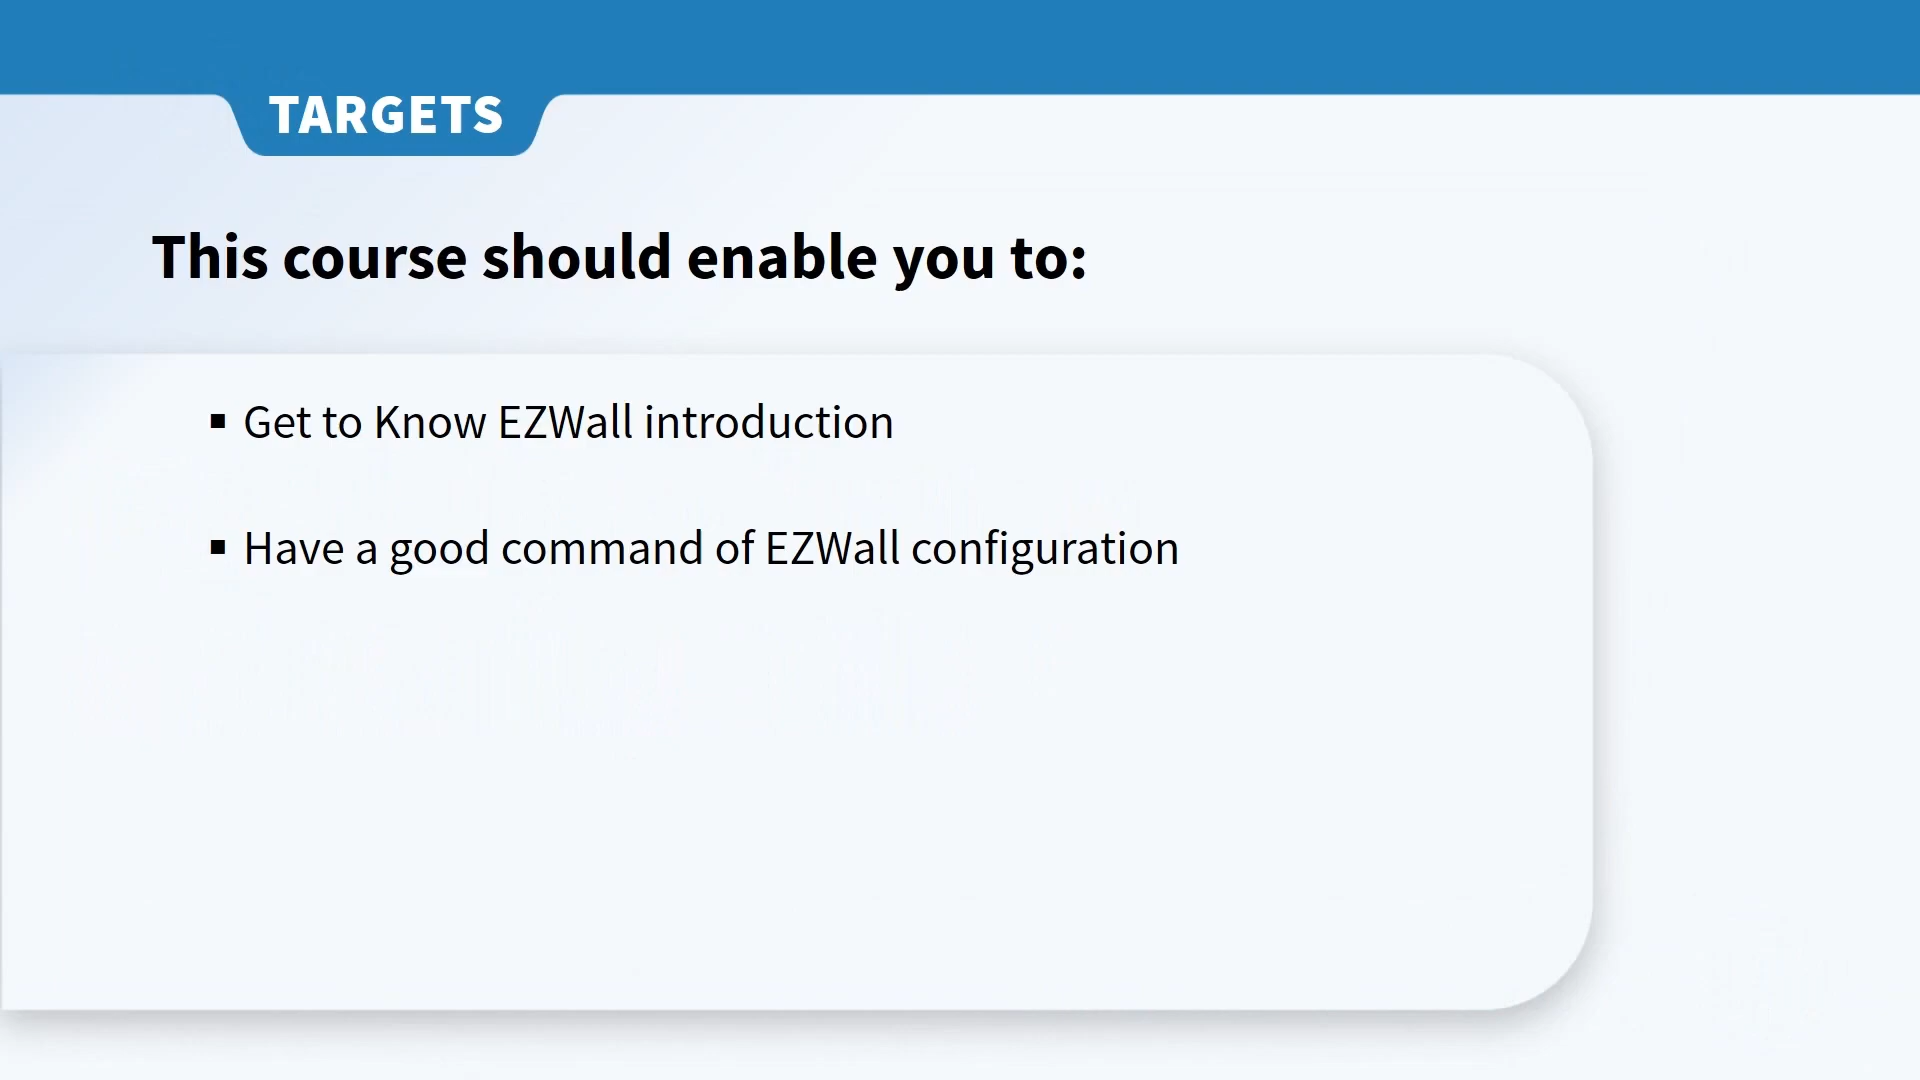 TARGETS
This course should enable you to:
▪ Get to Know EZWall introduction
▪ Have a good command of EZWall configuration